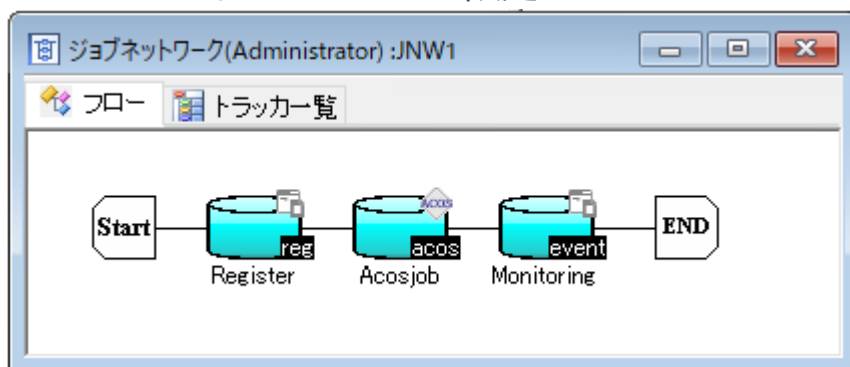 ジョブネットワーク(Administrator) :JNW1
フロー トラッカ一覧
Start reg acos event END
ACOS
Register Acosjob Monitoring